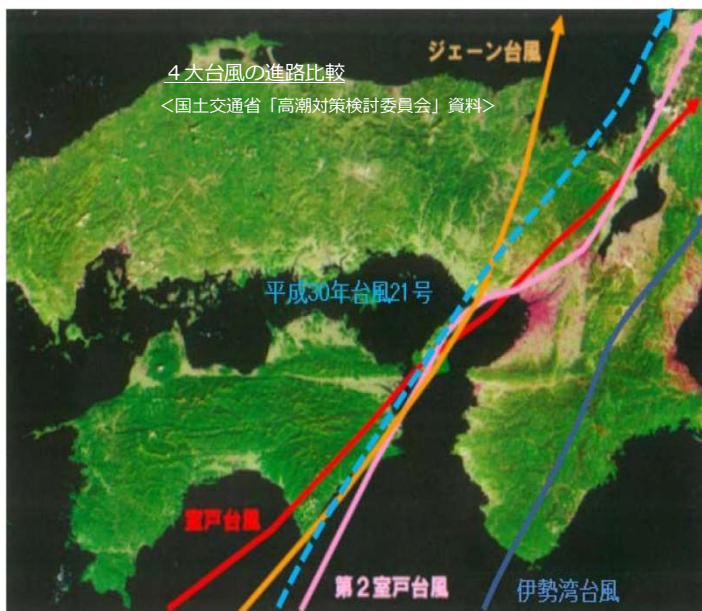 ジェーン台風
4大台風の進路比較
<国土交通省「高潮対策検討委員会」資料>
平成30年台風21号
室戸台風
第2室戸台風
伊勢湾台風